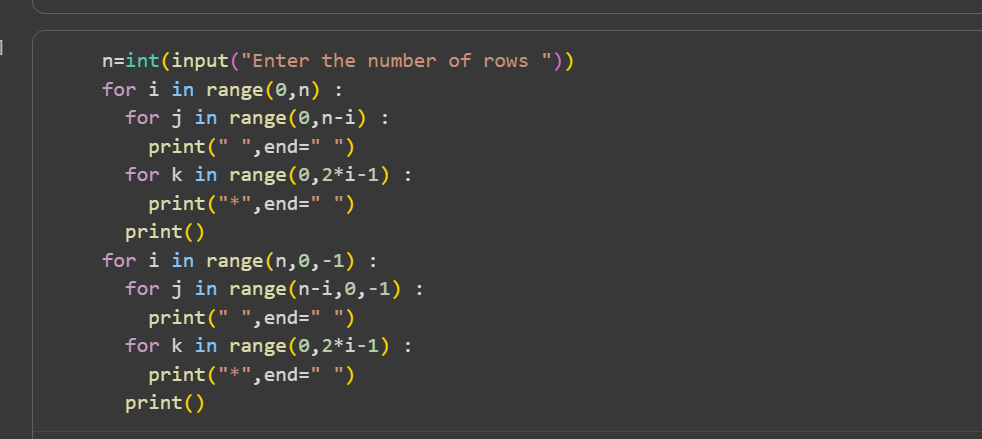 n=int(input("Enter the number of rows "))
for i in range(0,n) :
  for j in range(0,n-i) :
    print(" ",end=" ")
  for k in range(0,2*i-1) :
    print("*",end=" ")
  print()
for i in range(n,0,-1) :
  for j in range(n-i,0,-1) :
    print(" ",end=" ")
  for k in range(0,2*i-1) :
    print("*",end=" ")
  print()